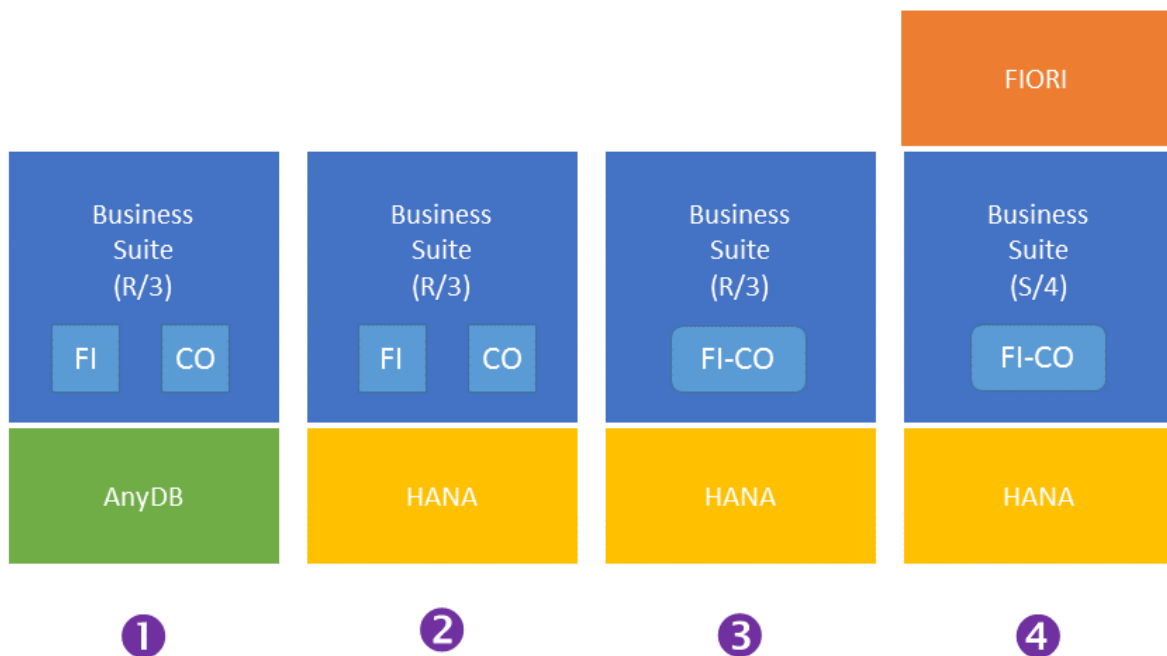 FIORI
Business
Suite
(R/3)
FI
CO
AnyDB
Business
Suite
(R/3)
FI
CO
HANA
Business
Suite
(R/3)
FI-CO
HANA
Business
Suite
(S/4)
FI-CO
HANA
1
2
3
4